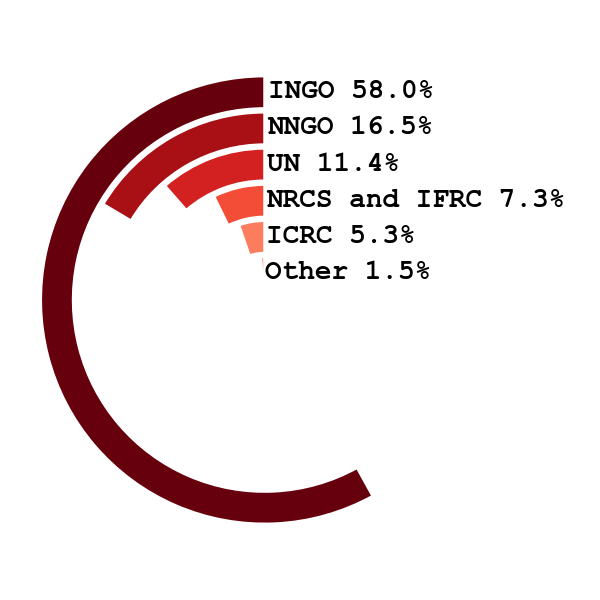 INGO 58.0%
NNGO 16.5%
UN 11.4%
NRCS and IFRC 7.3%
ICRC 5.3%
Other 1.5%